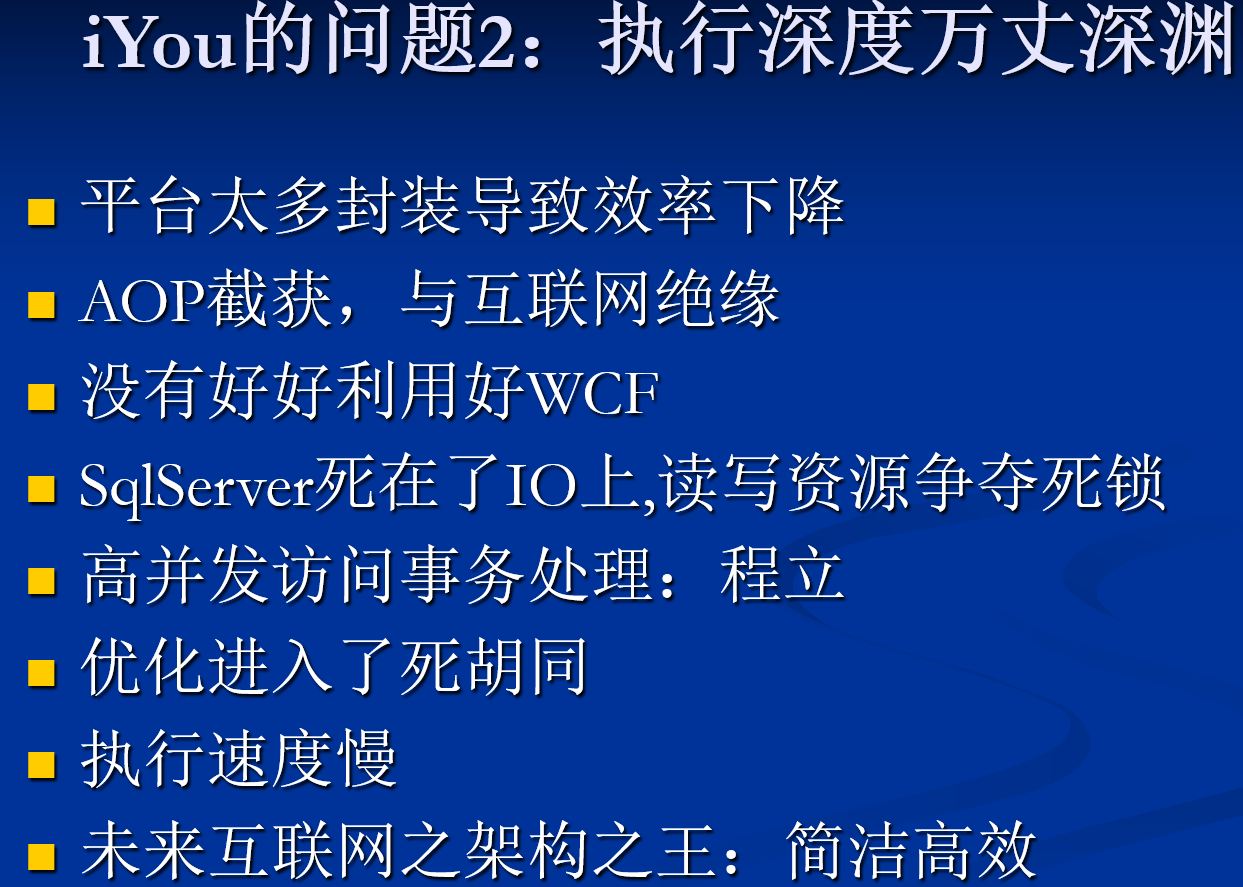 iYou的问题2：执行深度万丈深渊
平台太多封装导致效率下降
AOP截获，与互联网绝缘
没有好好利用好WCF
SqlServer死在了IO上,读写资源争夺死锁
高并发访问事务处理：程立
优化进入了死胡同
执行速度慢
未来互联网之架构之王：简洁高效